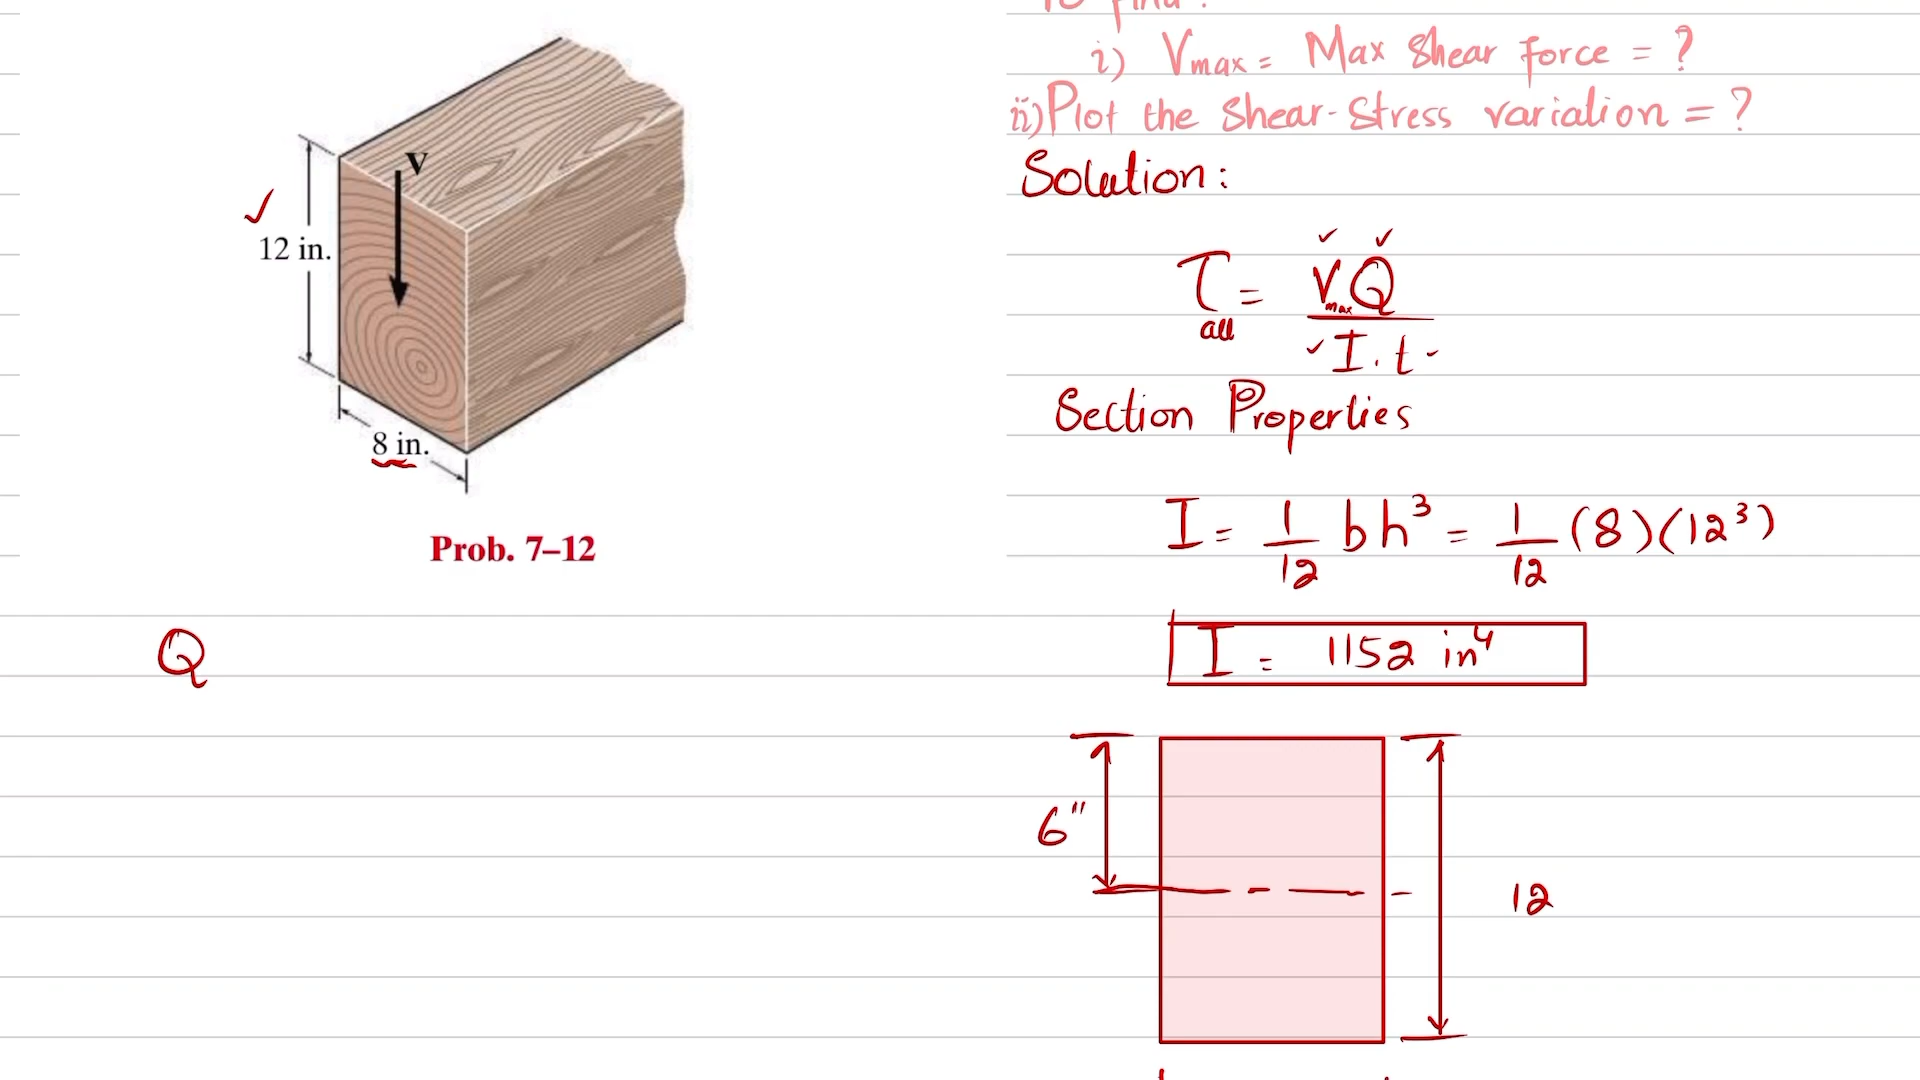 V
12 in.
8 in.
Prob. 7–12
Q
i) Vmax = Max Shear force = ?
ii) Plot the Shear-Stress variation = ?
Solution:
τall = Vmax Q / I.t
Section Properties
I = 1/12 bh³ = 1/12 (8)(12³)
I = 1152 in⁴
6"
12